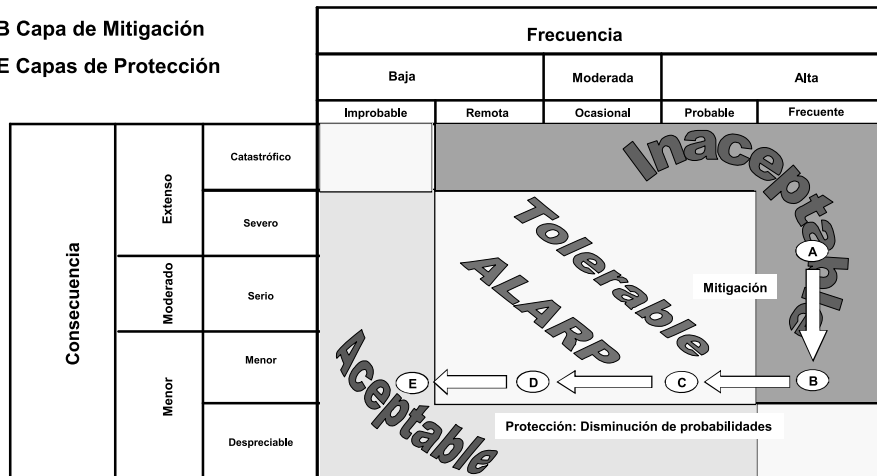 B Capa de Mitigación
E Capas de Protección
Frecuencia
Baja
Moderada
Alta
Improbable
Remota
Ocasional
Probable
Frecuente
Consecuencia
Extenso
Moderado
Menor
Catastrófico
Severo
Serio
Menor
Despreciable
Inaceptable
Tolerable
ALARP
Aceptable
A
Mitigación
E
D
C
B
Protección: Disminución de probabilidades